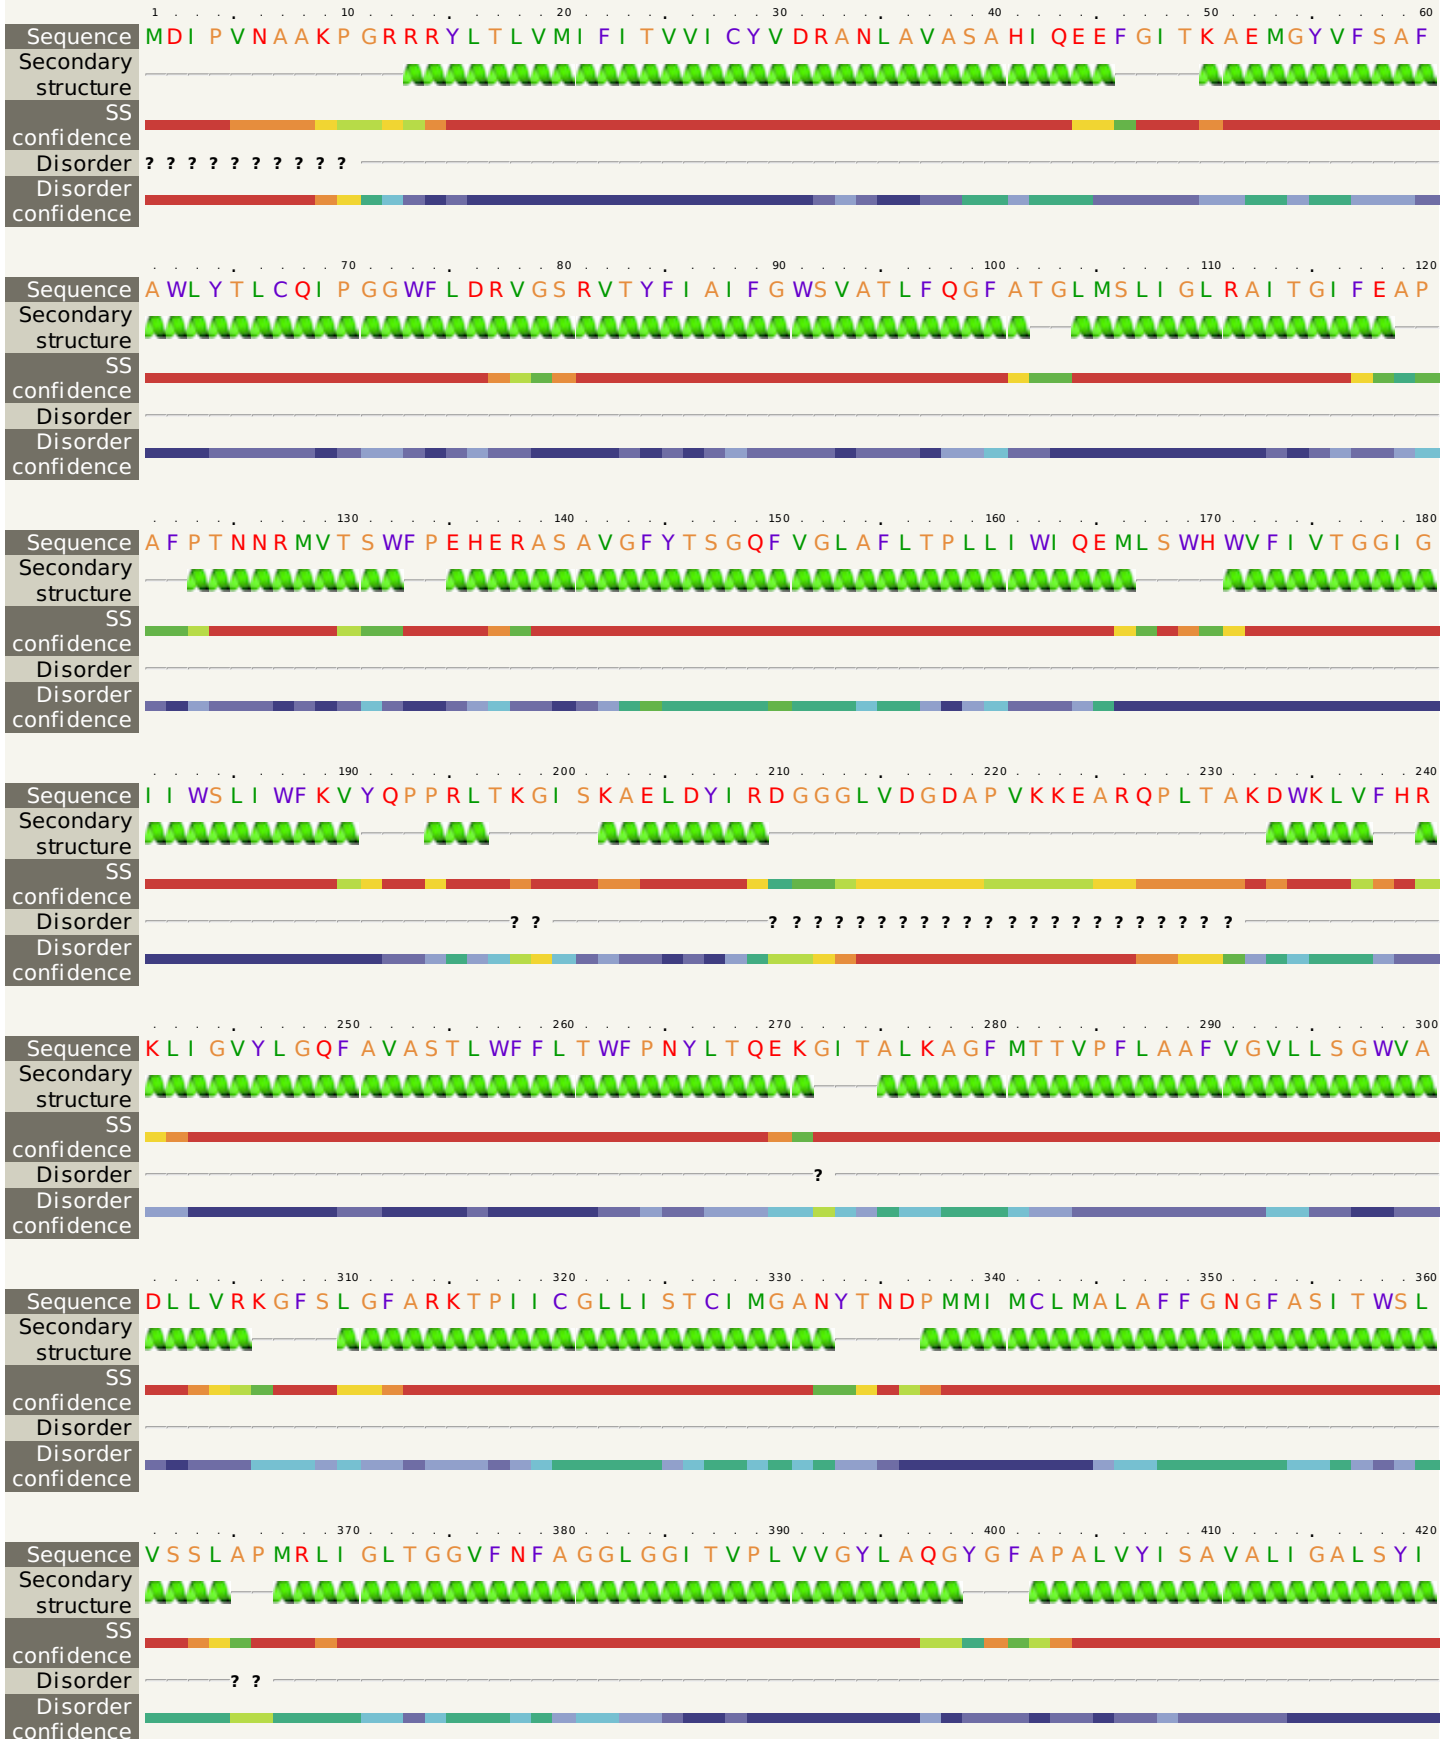 1 10 20 30 40 50 60
Sequence MDIPVNAAKPGRRRYLTLVMIFITVVICYVDRANLAVASAHIQEEFGITKAEMGYVFSAF
Secondary
structure
SS
confidence
Disorder ? ? ? ? ? ? ? ? ? ?
Disorder
confidence
70 80 90 100 110 120
Sequence AWLYTLCQIPGGWFLDRVGSRVTYFIAIFGWSVATLFQGFATGLMSLIGLRAITGIFEAP
Secondary
structure
SS
confidence
Disorder
Disorder
confidence
130 140 150 160 170 180
Sequence AFPTNNRMVTSWFPEHERASAVGFYTSGQFVGLAFLTPLLIWIQEMLSWHWVFIVTGGIG
Secondary
structure
SS
confidence
Disorder
Disorder
confidence
190 200 210 220 230 240
Sequence IIWSLIWFKVYQPPRLTKGISKAELDYIRDGGGLVDGDAPVKKEARQPLTAKDWKLVFHR
Secondary
structure
SS
confidence
Disorder ? ? ? ? ? ? ? ? ? ? ? ? ? ? ? ? ? ? ? ? ? ? ? ?
Disorder
confidence
250 260 270 280 290 300
Sequence KLIGVYLGQFAVASTLWFFLTWFPNYLTQEKGITALKAGFMTTVPFLAAFVGVLLSGWVA
Secondary
structure
SS
confidence
Disorder ?
Disorder
confidence
310 320 330 340 350 360
Sequence DLLVRKGFSLGFARKTPIICGLLISTCIMGANYTNDPMMIMCLMALAFFGNGFASITWSL
Secondary
structure
SS
confidence
Disorder
Disorder
confidence
370 380 390 400 410 420
Sequence VSSLAPMRLIGLTGGVFNFAGGLGGITVPLVVGYLAQGYGFAPALVYISAVALIGALSYI
Secondary
structure
SS
confidence
Disorder ? ?
Disorder
confidence